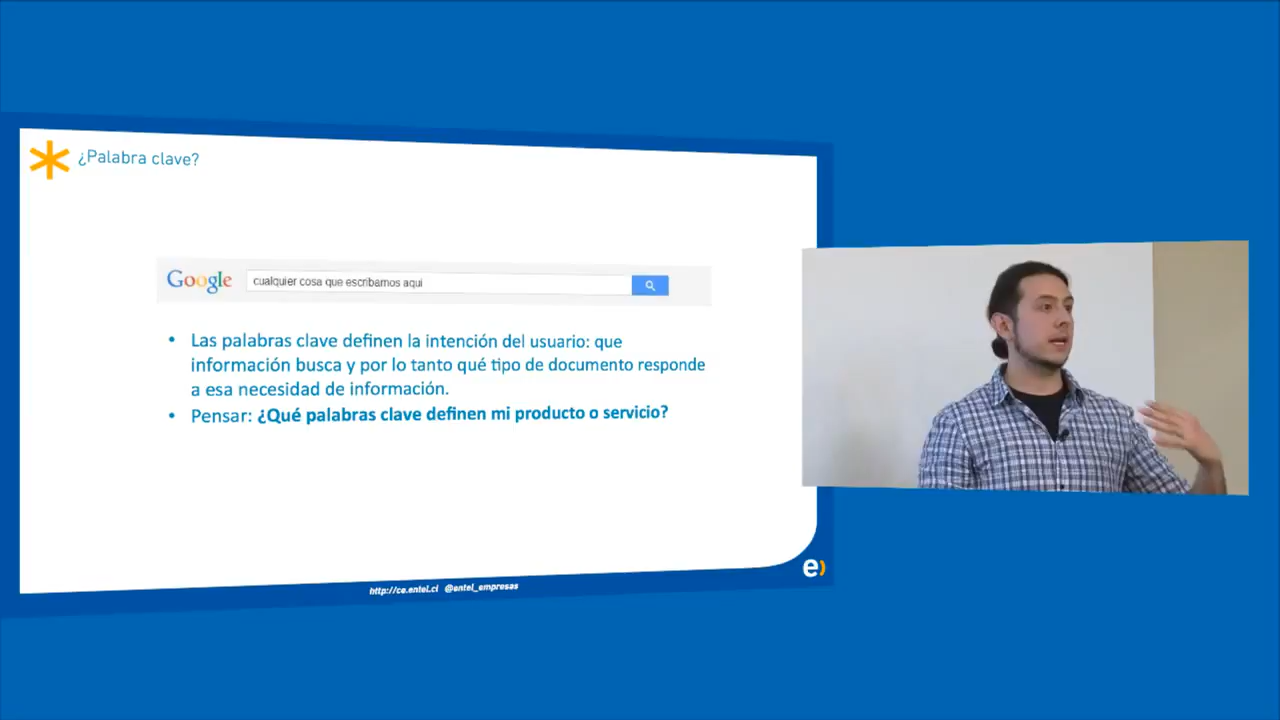 ¿Palabra clave?
Google
cualquier cosa que escribamos aquí
• Las palabras clave definen la intención del usuario: que
información busca y por lo tanto qué tipo de documento responde
a esa necesidad de información.
• Pensar: ¿Qué palabras clave definen mi producto o servicio?
e)
http://ce.entel.cl @entel_empresas